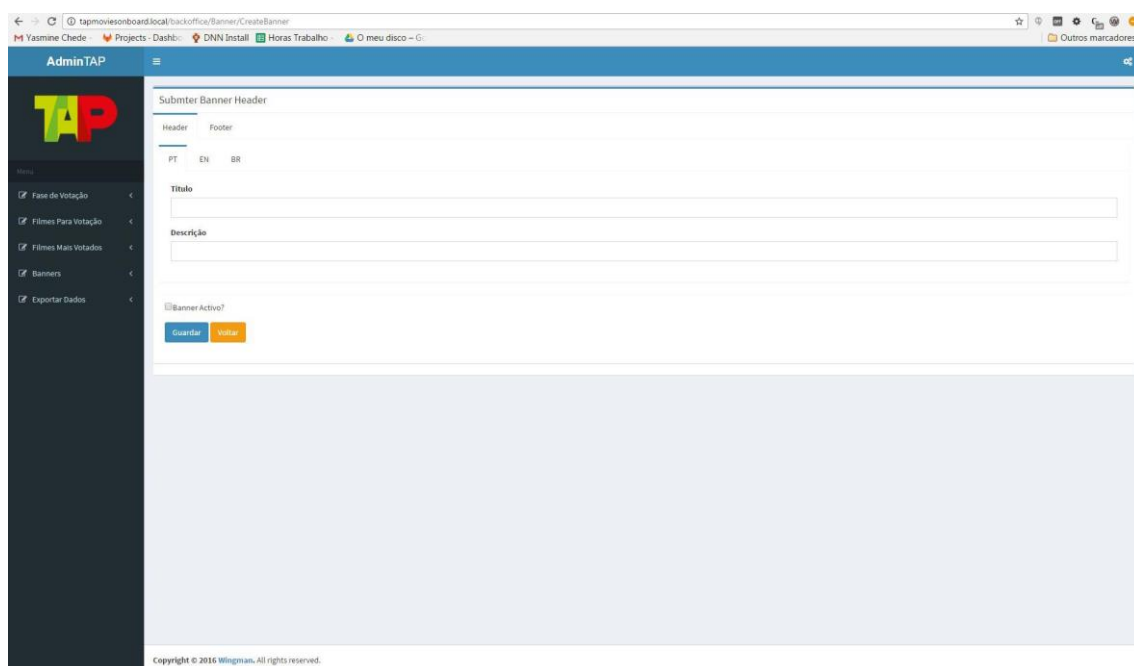 tapmoviesonboard.local/backoffice/Banner/CreateBanner
Yasmine Chede - Projects - Dashbo DNN Install Horas Trabalho - O meu disco – G Outros marcadores
AdminTAP
TAP
Menu
Fase de Votação
Filmes Para Votação
Filmes Mais Votados
Banners
Exportar Dados
Submter Banner Header
Header Footer
PT EN BR
Titulo
Descrição
Banner Activo?
Guardar Voltar
Copyright © 2016 Wingman. All rights reserved.